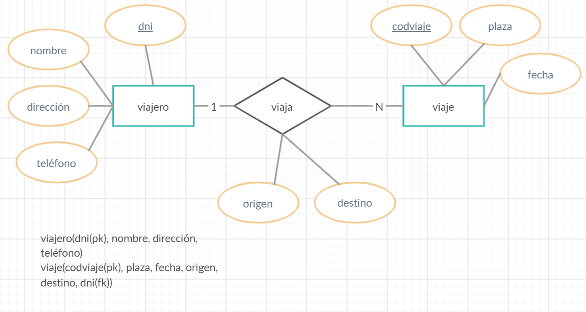 dni
codviaje
plaza
nombre
fecha
dirección
viajero
1
viaja
N
viaje
teléfono
origen
destino
viajero(dni(pk), nombre, dirección,
teléfono)
viaje(codviaje(pk), plaza, fecha, origen,
destino, dni(fk))